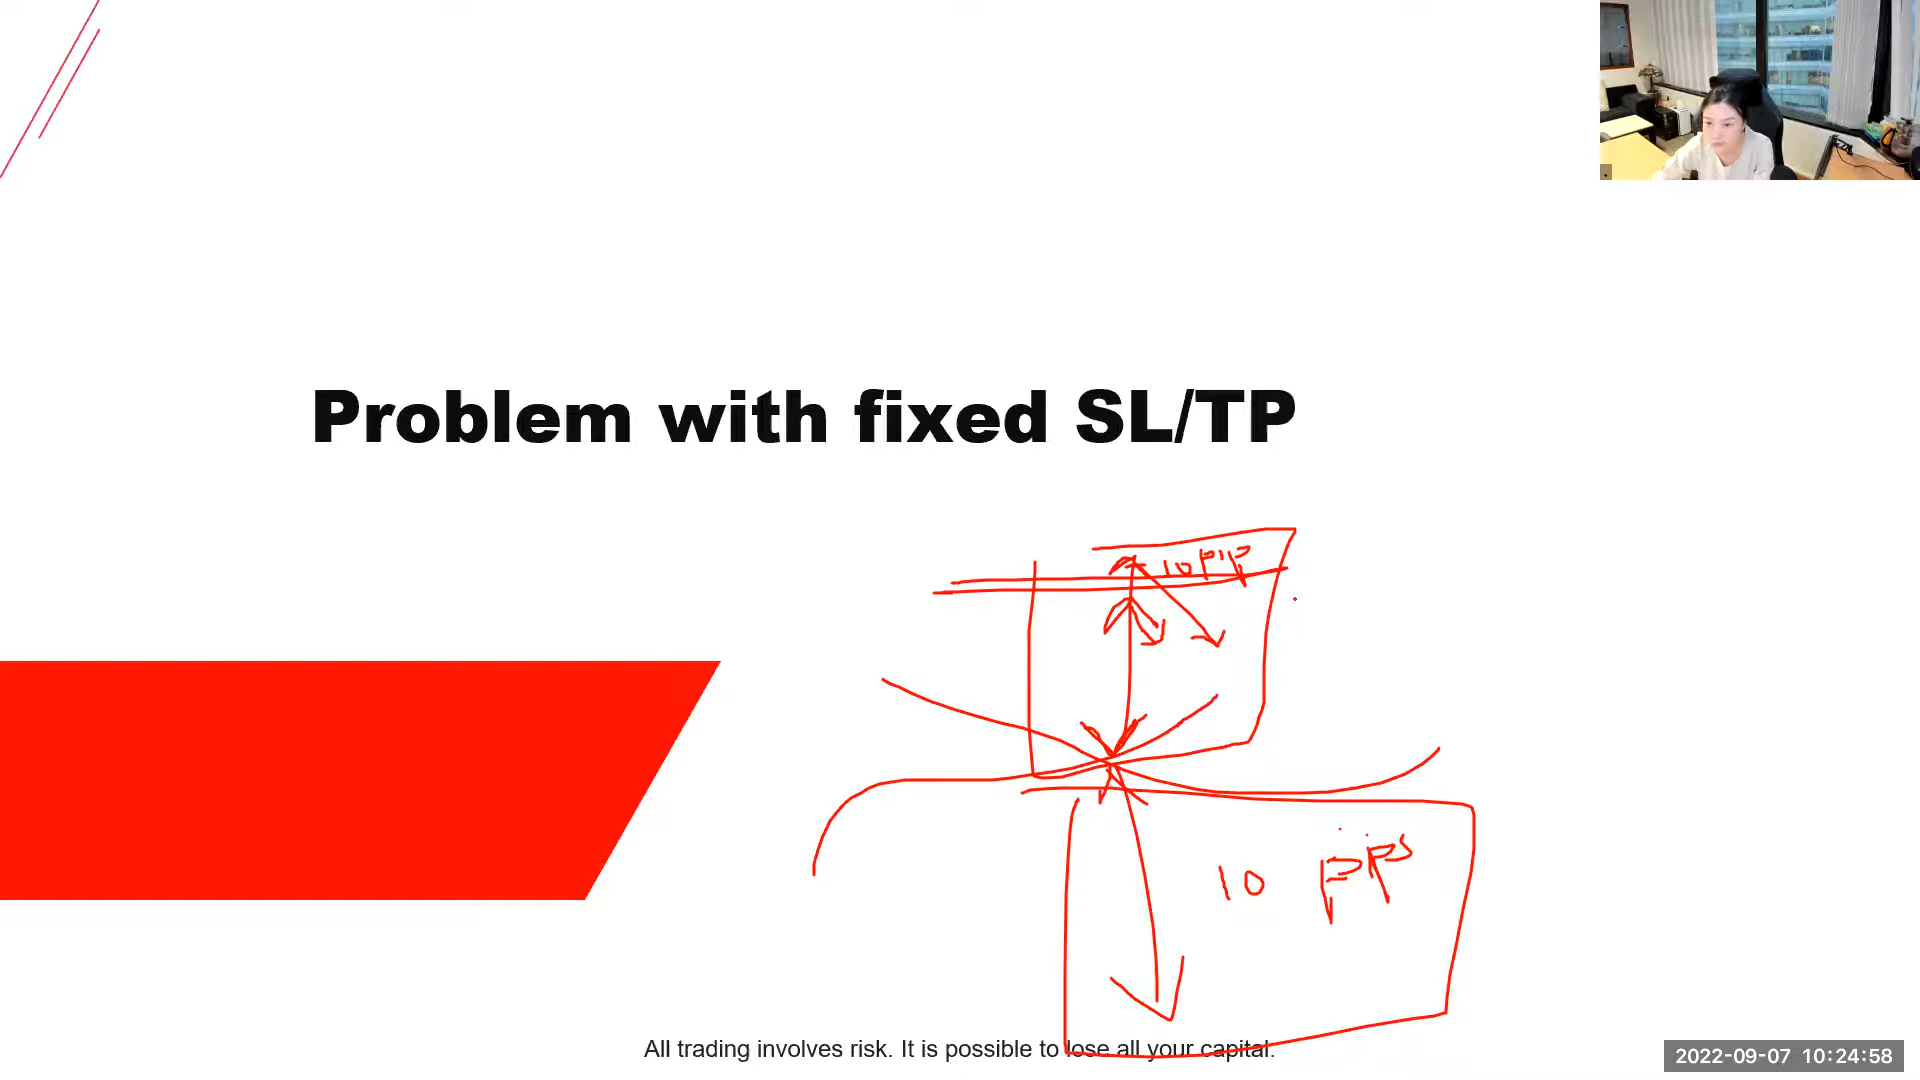 Problem with fixed SL/TP
10 pip
10 pips
All trading involves risk. It is possible to lose all your capital.
2022-09-07 10:24:58